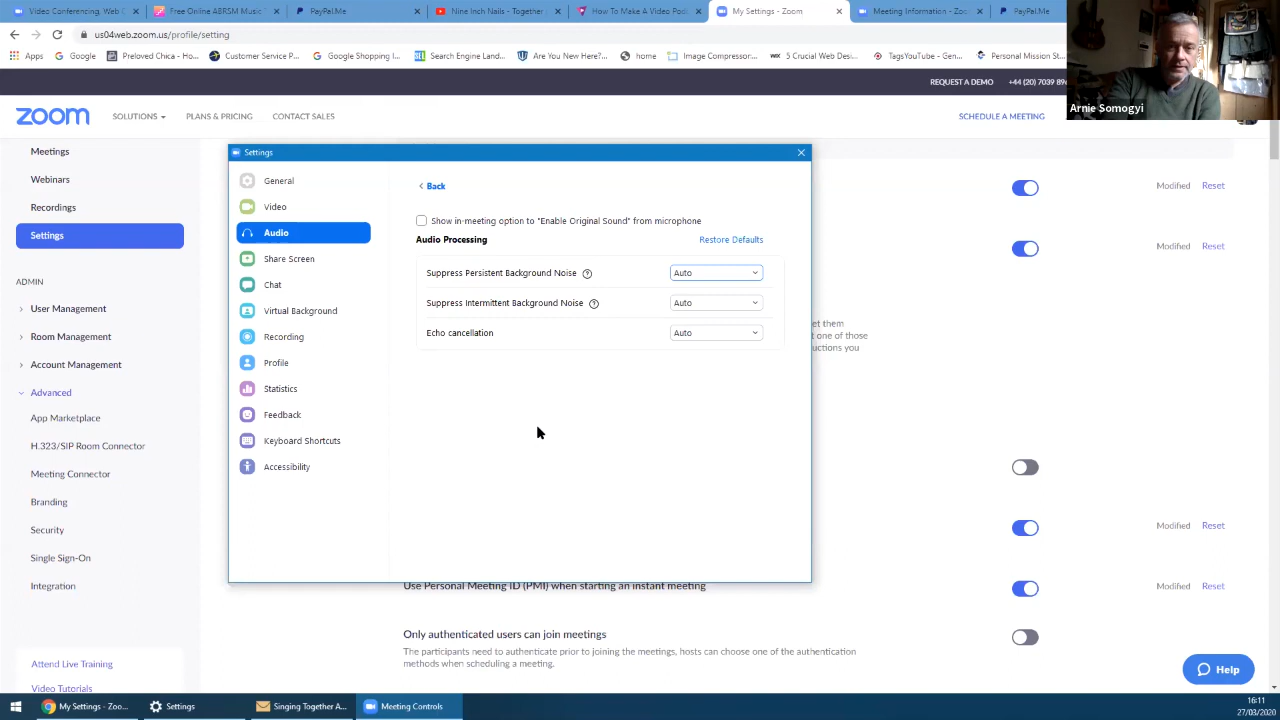 Video Conferencing, Web C
Free Online ABRSM Music T
PayPal.Me
Nine Inch Nails - Together
How To Make A Video Pod
My Settings - Zoom
Meeting Information - Zoo
PayPal.Me
us04web.zoom.us/profile/setting
Apps
Google
Preloved Chica - Ho...
Customer Service P...
Google Shopping I...
Search Engine Land...
Are You New Here?...
home
Image Compressor...
5 Crucial Web Desi...
TagsYouTube - Gen...
Personal Mission St...
REQUEST A DEMO
+44 (20) 7039 89
Arnie Somogyi
zoom
SOLUTIONS
PLANS & PRICING
CONTACT SALES
SCHEDULE A MEETING
Meetings
Webinars
Recordings
Settings
ADMIN
User Management
Room Management
Account Management
Advanced
App Marketplace
H.323/SIP Room Connector
Meeting Connector
Branding
Security
Single Sign-On
Integration
Attend Live Training
Video Tutorials
Settings
General
Video
Audio
Share Screen
Chat
Virtual Background
Recording
Profile
Statistics
Feedback
Keyboard Shortcuts
Accessibility
Back
Show in-meeting option to "Enable Original Sound" from microphone
Audio Processing
Restore Defaults
Suppress Persistent Background Noise
Auto
Suppress Intermittent Background Noise
Auto
Echo cancellation
Auto
et them
t one of those
uctions you
Modified Reset
Modified Reset
Modified Reset
Use Personal Meeting ID (PMI) when starting an instant meeting
Modified Reset
Only authenticated users can join meetings
The participants need to authenticate prior to joining the meetings, hosts can choose one of the authentication
methods when scheduling a meeting.
Help
My Settings - Zoo...
Settings
Singing Together A...
Meeting Controls
16:11
27/03/2020